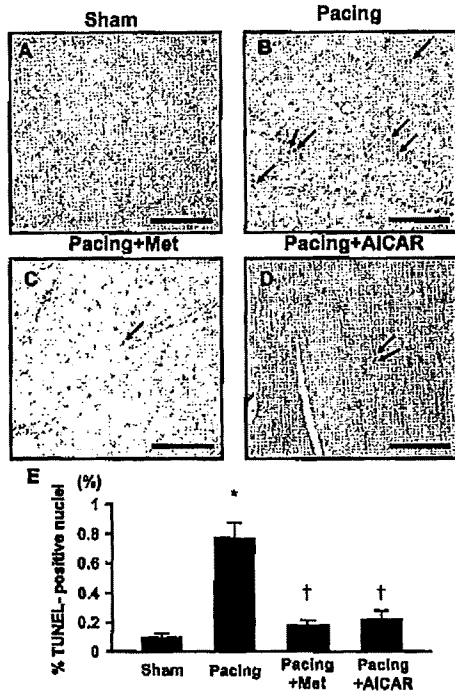 Sham
Pacing
A
B
Pacing+Met
Pacing+AICAR
C
D
E
(%)
% TUNEL- positive nuclei
1
0.8
0.6
0.4
0.2
0
*
†
†
Sham
Pacing
Pacing
+Met
Pacing
+AICAR